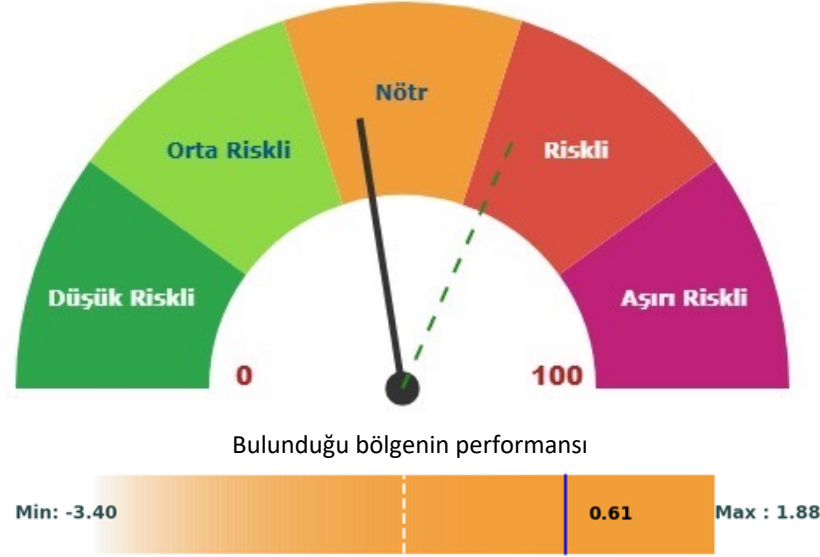 Nötr
Orta Riskli
Riskli
Düşük Riskli
Aşırı Riskli
0
100
Bulunduğu bölgenin performansı
Min: -3.40
0.61
Max : 1.88